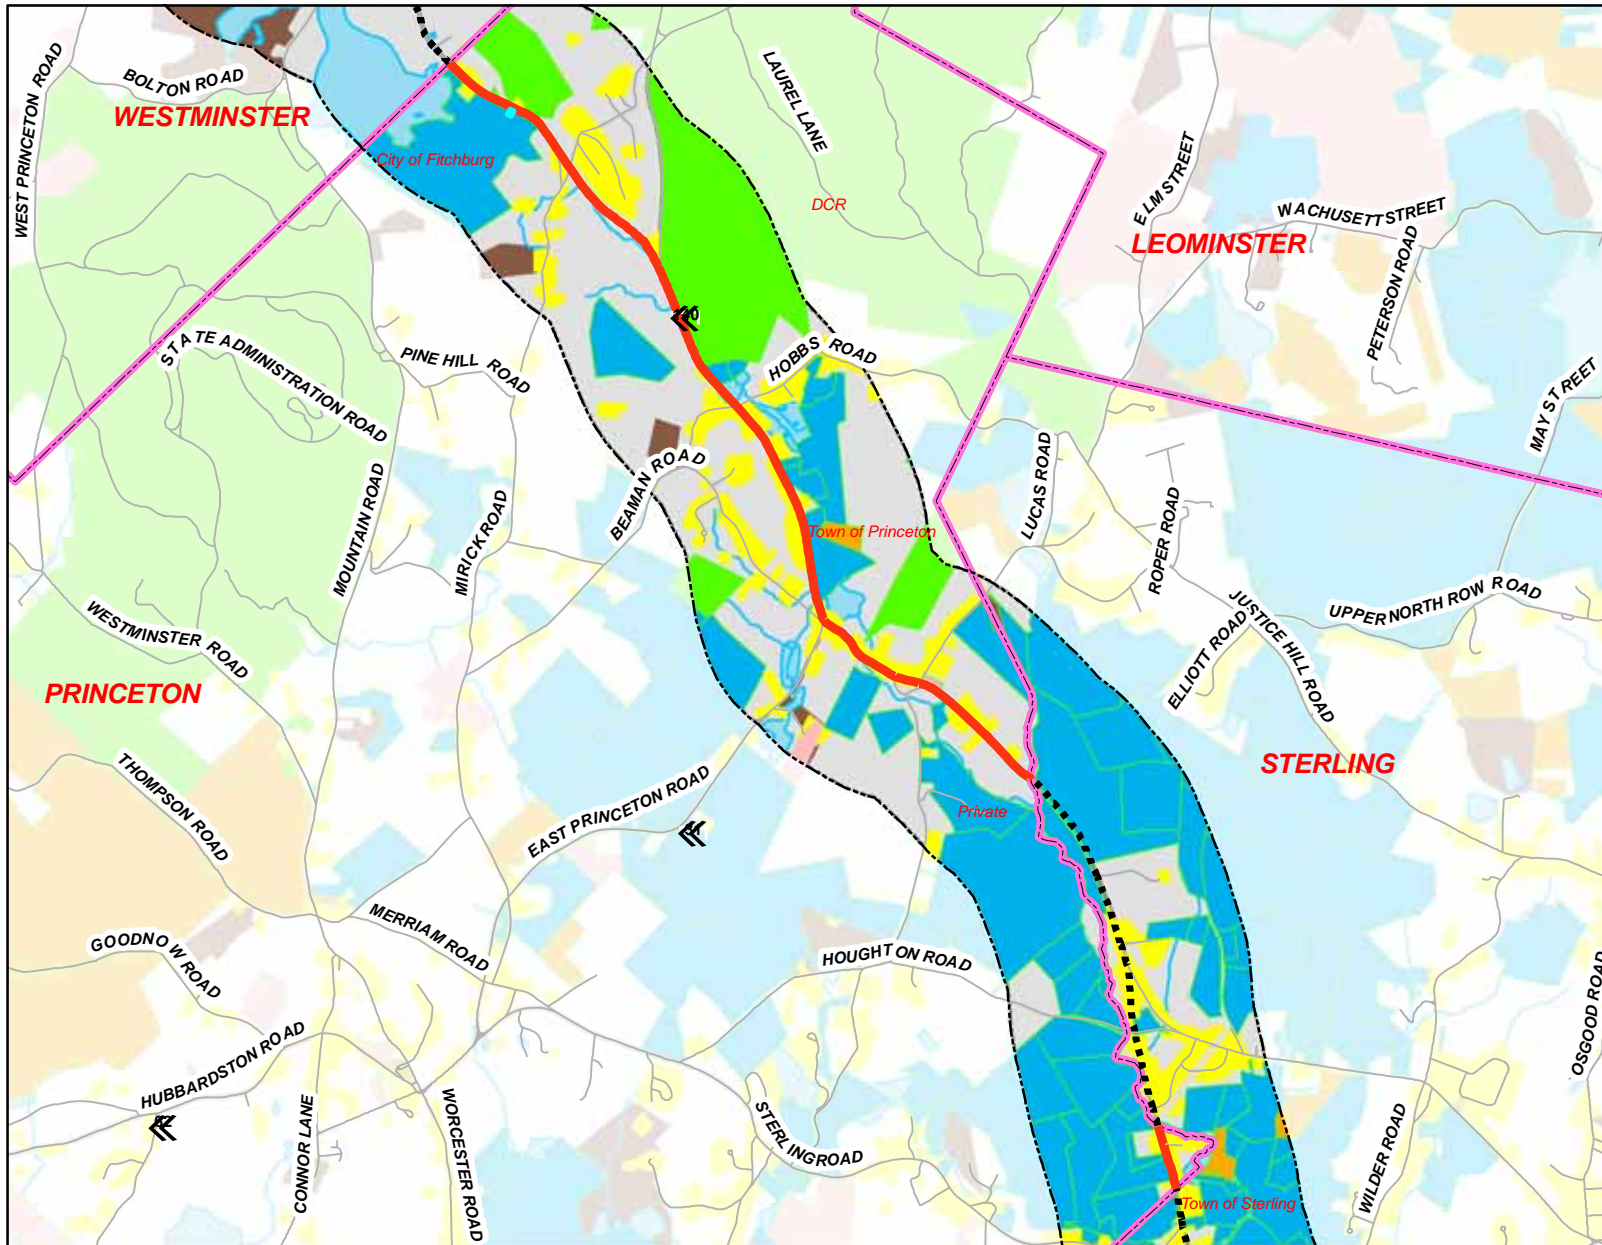 WEST PRINCETON ROAD
BOLTON ROAD
WESTMINSTER
City of Fitchburg
LAUREL LANE
DCR
ELM STREET
WACHUSETT STREET
LEOMINSTER
PETERSON ROAD
MAY STREET
STATE ADMINISTRATION ROAD
PINE HILL ROAD
140
HOBBS ROAD
MOUNTAIN ROAD
MIRICK ROAD
BEAMAN ROAD
LUCAS ROAD
ROPER ROAD
Town of Princeton
WESTMINSTER ROAD
JUSTICE HILL ROAD
UPPER NORTH ROW ROAD
ELLIOTT ROAD
PRINCETON
STERLING
THOMPSON ROAD
EAST PRINCETON ROAD
Private
MERRIAM ROAD
GOODNOW ROAD
HOUGHTON ROAD
OSGOOD ROAD
HUBBARDSTON ROAD
62
CONNOR LANE
WORCESTER ROAD
STERLING ROAD
WILDER ROAD
Town of Sterling